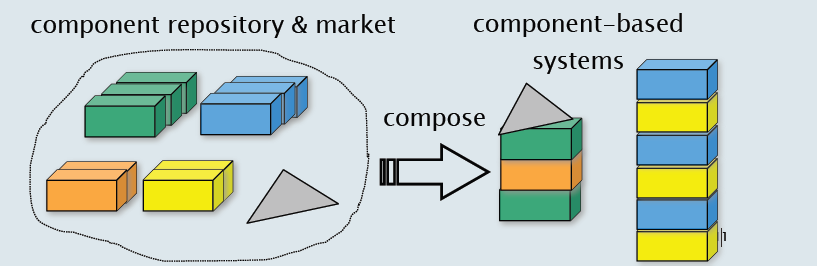 component repository & market
component-based
systems
compose